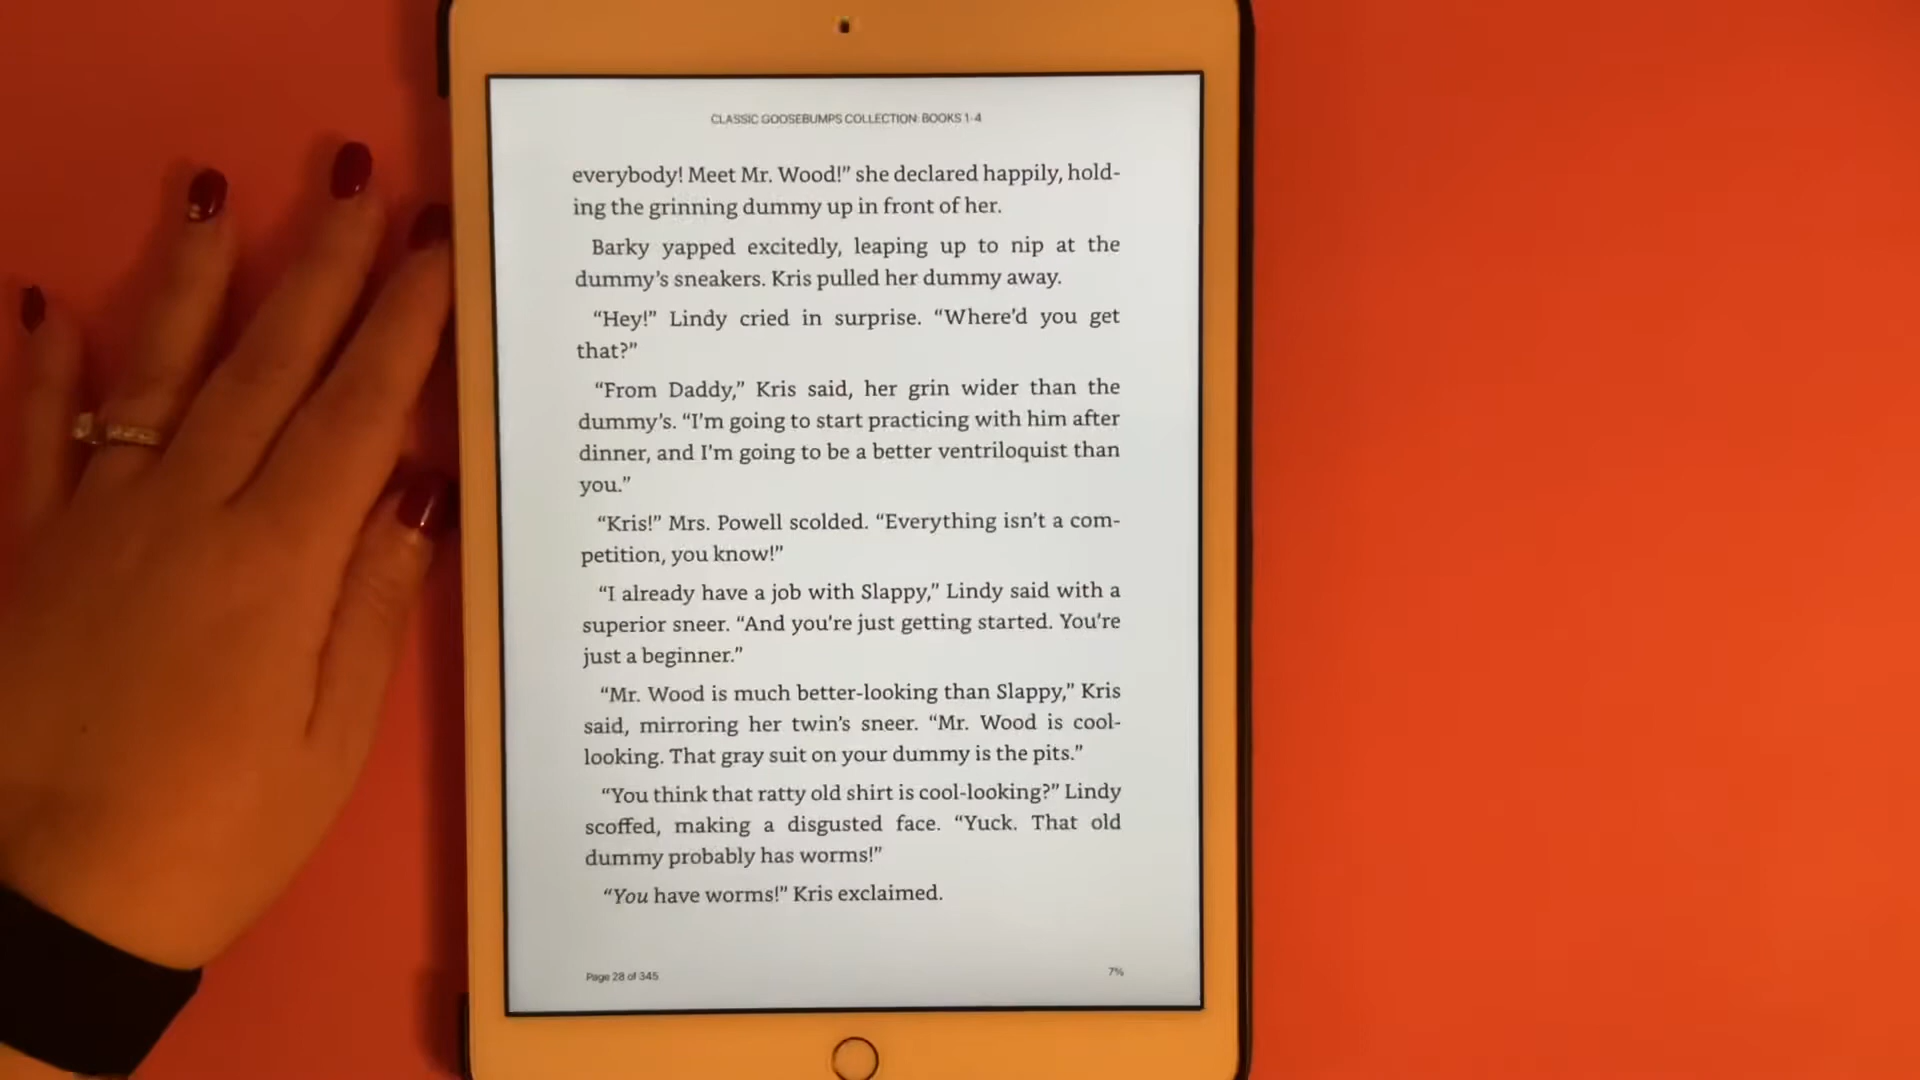 CLASSIC GOOSEBUMPS COLLECTION: BOOKS 1-4
everybody! Meet Mr. Wood!” she declared happily, hold-
ing the grinning dummy up in front of her.
Barky yapped excitedly, leaping up to nip at the
dummy’s sneakers. Kris pulled her dummy away.
“Hey!” Lindy cried in surprise. “Where’d you get
that?”
“From Daddy,” Kris said, her grin wider than the
dummy’s. “I’m going to start practicing with him after
dinner, and I’m going to be a better ventriloquist than
you.”
“Kris!” Mrs. Powell scolded. “Everything isn’t a com-
petition, you know!”
“I already have a job with Slappy,” Lindy said with a
superior sneer. “And you’re just getting started. You’re
just a beginner.”
“Mr. Wood is much better-looking than Slappy,” Kris
said, mirroring her twin’s sneer. “Mr. Wood is cool-
looking. That gray suit on your dummy is the pits.”
“You think that ratty old shirt is cool-looking?” Lindy
scoffed, making a disgusted face. “Yuck. That old
dummy probably has worms!”
“You have worms!” Kris exclaimed.
Page 28 of 345
7%